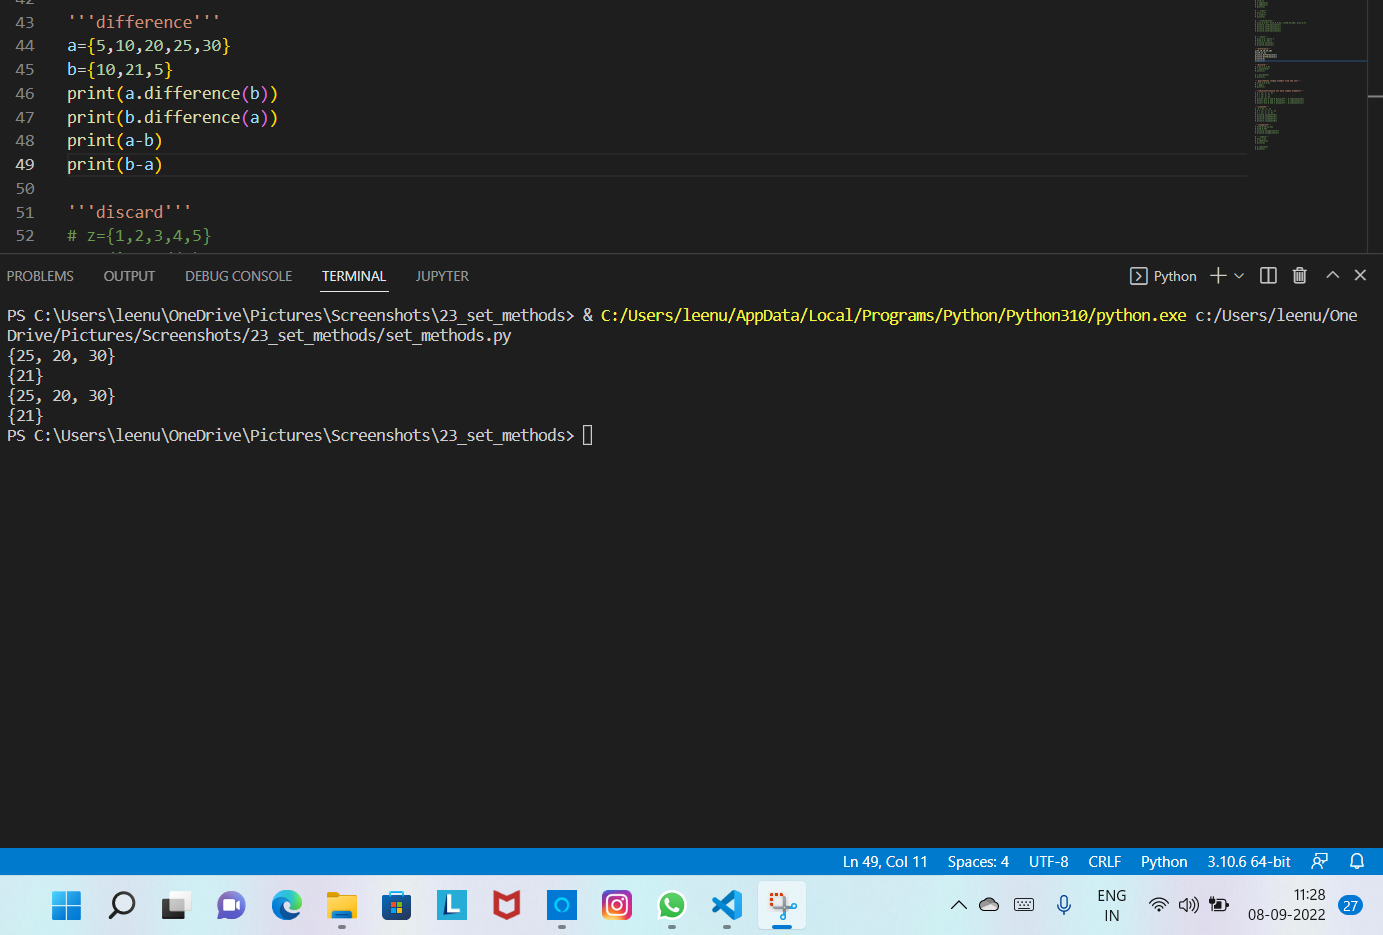 42
43 '''difference'''
44 a={5,10,20,25,30}
45 b={10,21,5}
46 print(a.difference(b))
47 print(b.difference(a))
48 print(a-b)
49 print(b-a)
50
51 '''discard'''
52 # z={1,2,3,4,5}
PROBLEMS OUTPUT DEBUG CONSOLE TERMINAL JUPYTER Python
PS C:\Users\leenu\OneDrive\Pictures\Screenshots\23_set_methods> & C:/Users/leenu/AppData/Local/Programs/Python/Python310/python.exe c:/Users/leenu/One
Drive/Pictures/Screenshots/23_set_methods/set_methods.py
{25, 20, 30}
{21}
{25, 20, 30}
{21}
PS C:\Users\leenu\OneDrive\Pictures\Screenshots\23_set_methods>
Ln 49, Col 11 Spaces: 4 UTF-8 CRLF Python 3.10.6 64-bit
L
ENG
IN
11:28
08-09-2022
27